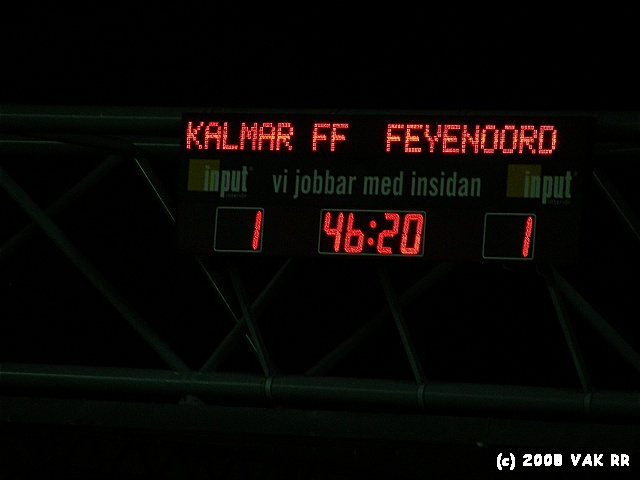 KALMAR FF FEYENOORD
input vi jobbar med insidan input
1 46:20 1
(c) 2008 VAK RR